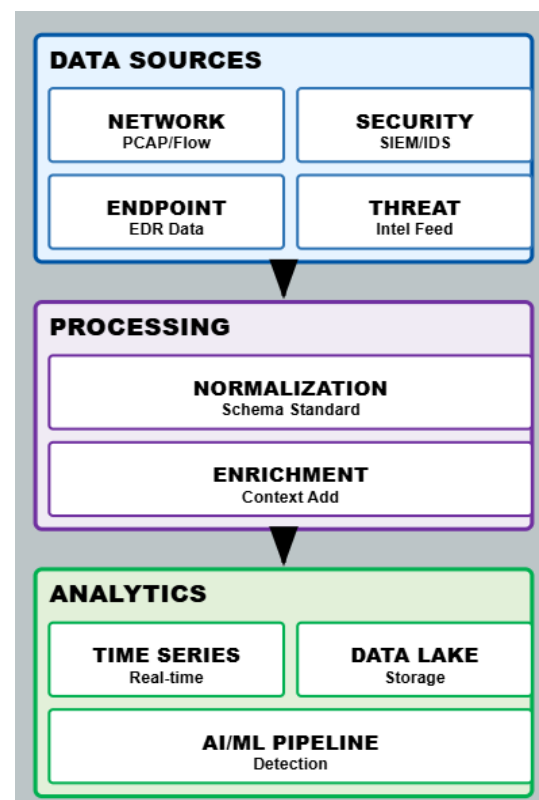 DATA SOURCES
NETWORK
PCAP/Flow
SECURITY
SIEM/IDS
ENDPOINT
EDR Data
THREAT
Intel Feed
PROCESSING
NORMALIZATION
Schema Standard
ENRICHMENT
Context Add
ANALYTICS
TIME SERIES
Real-time
DATA LAKE
Storage
AI/ML PIPELINE
Detection